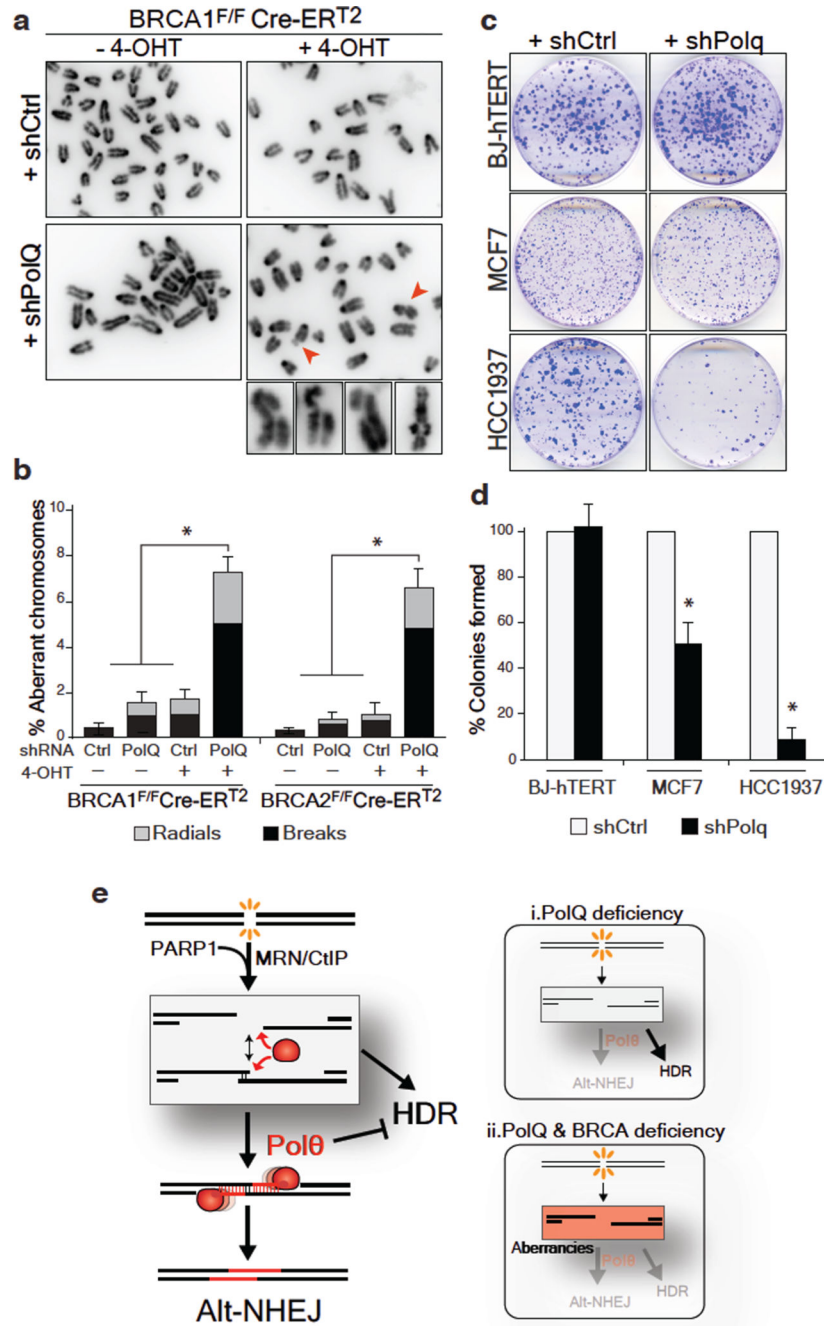 a
BRCA1F/F Cre-ERT2
- 4-OHT
+ 4-OHT
+ shCtrl
+ shPolQ
b
% Aberrant chromosomes
10
8
6
4
2
0
*
*
shRNA Ctrl PolQ Ctrl PolQ Ctrl PolQ Ctrl PolQ
4-OHT − − + + − − + +
BRCA1F/FCre-ERT2
BRCA2F/FCre-ERT2
Radials
Breaks
c
+ shCtrl
+ shPolq
BJ-hTERT
MCF7
HCC1937
d
% Colonies formed
100
80
60
40
20
0
*
*
BJ-hTERT
MCF7
HCC1937
shCtrl
shPolq
e
PARP1
MRN/CtIP
HDR
Polθ
Alt-NHEJ
i.PolQ deficiency
Polθ
HDR
Alt-NHEJ
ii.PolQ & BRCA deficiency
Aberrancies
Polθ
HDR
Alt-NHEJ